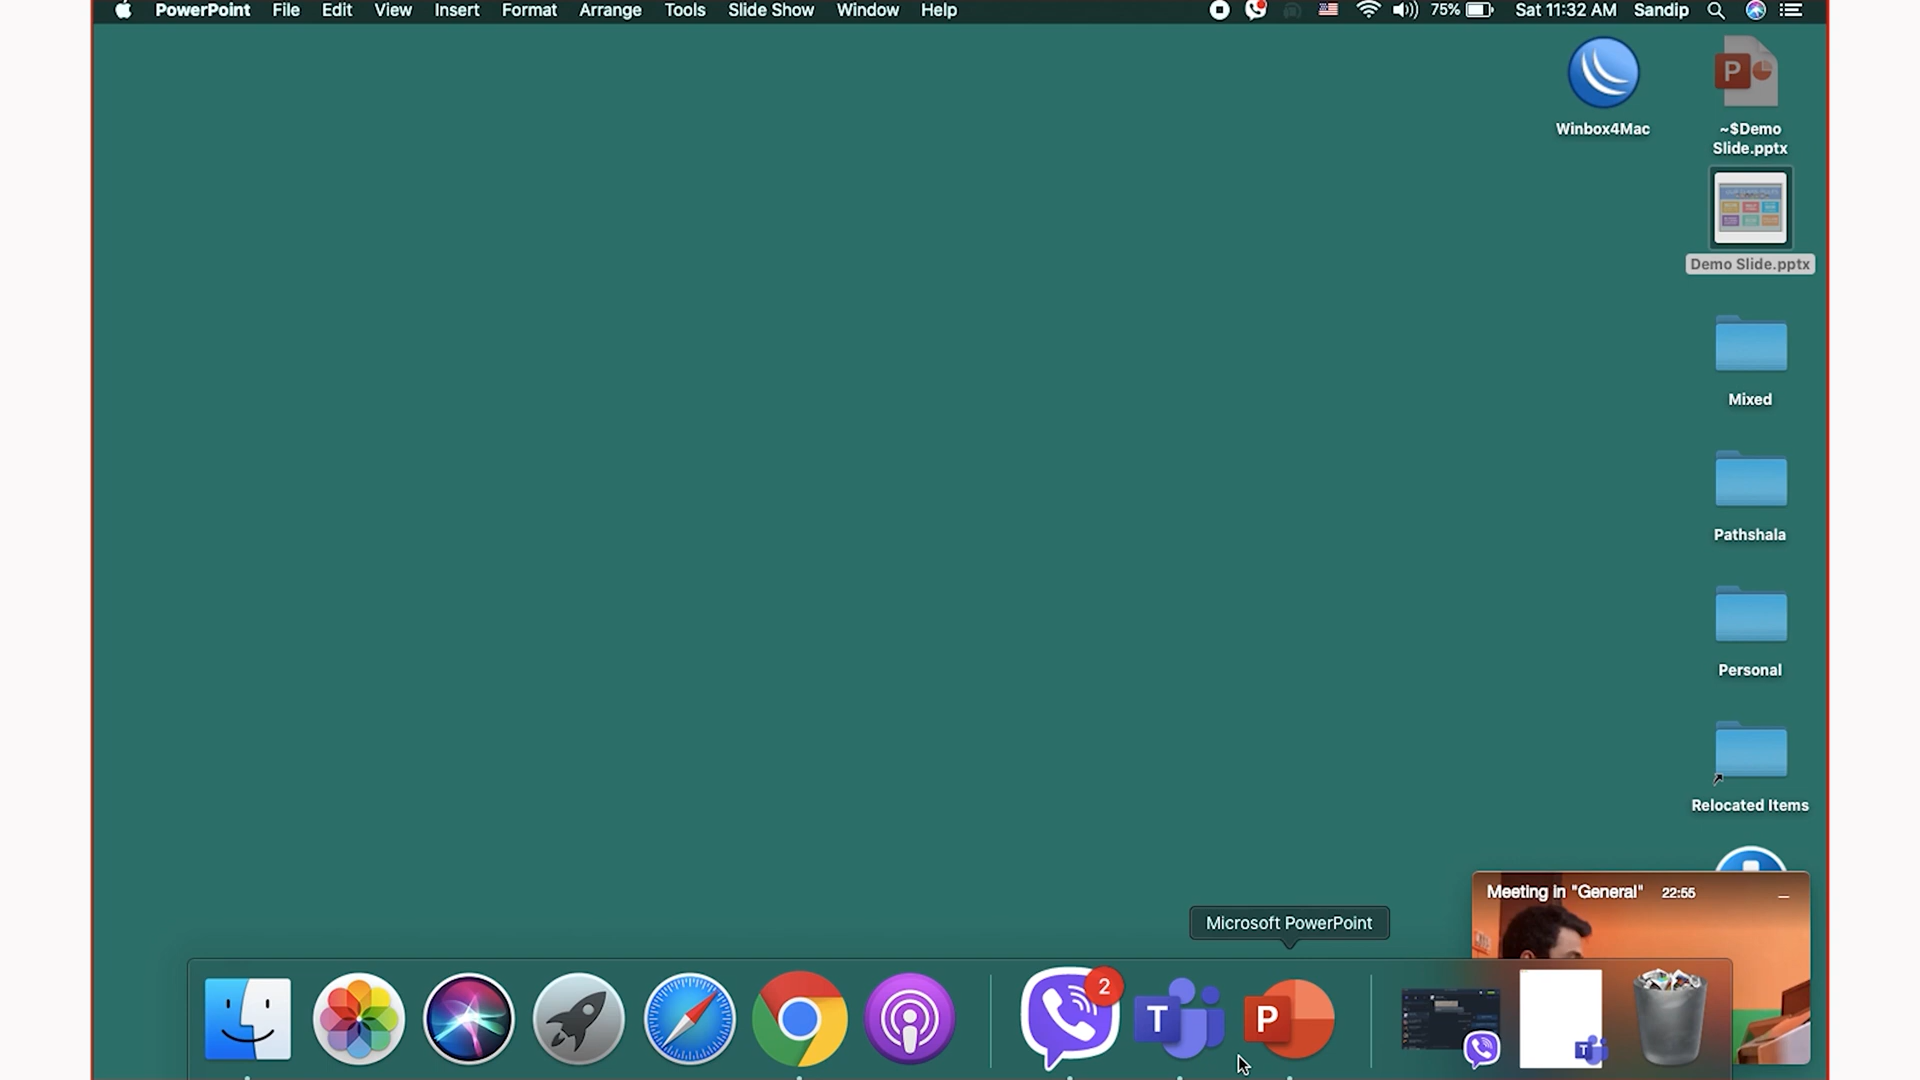 PowerPoint File Edit View Insert Format Arrange Tools Slide Show Window Help 75% Sat 11:32 AM Sandip
Winbox4Mac
~$Demo
Slide.pptx
Demo Slide.pptx
Mixed
Pathshala
Personal
Relocated Items
Meeting in "General" 22:55
Microsoft PowerPoint
2
T
P